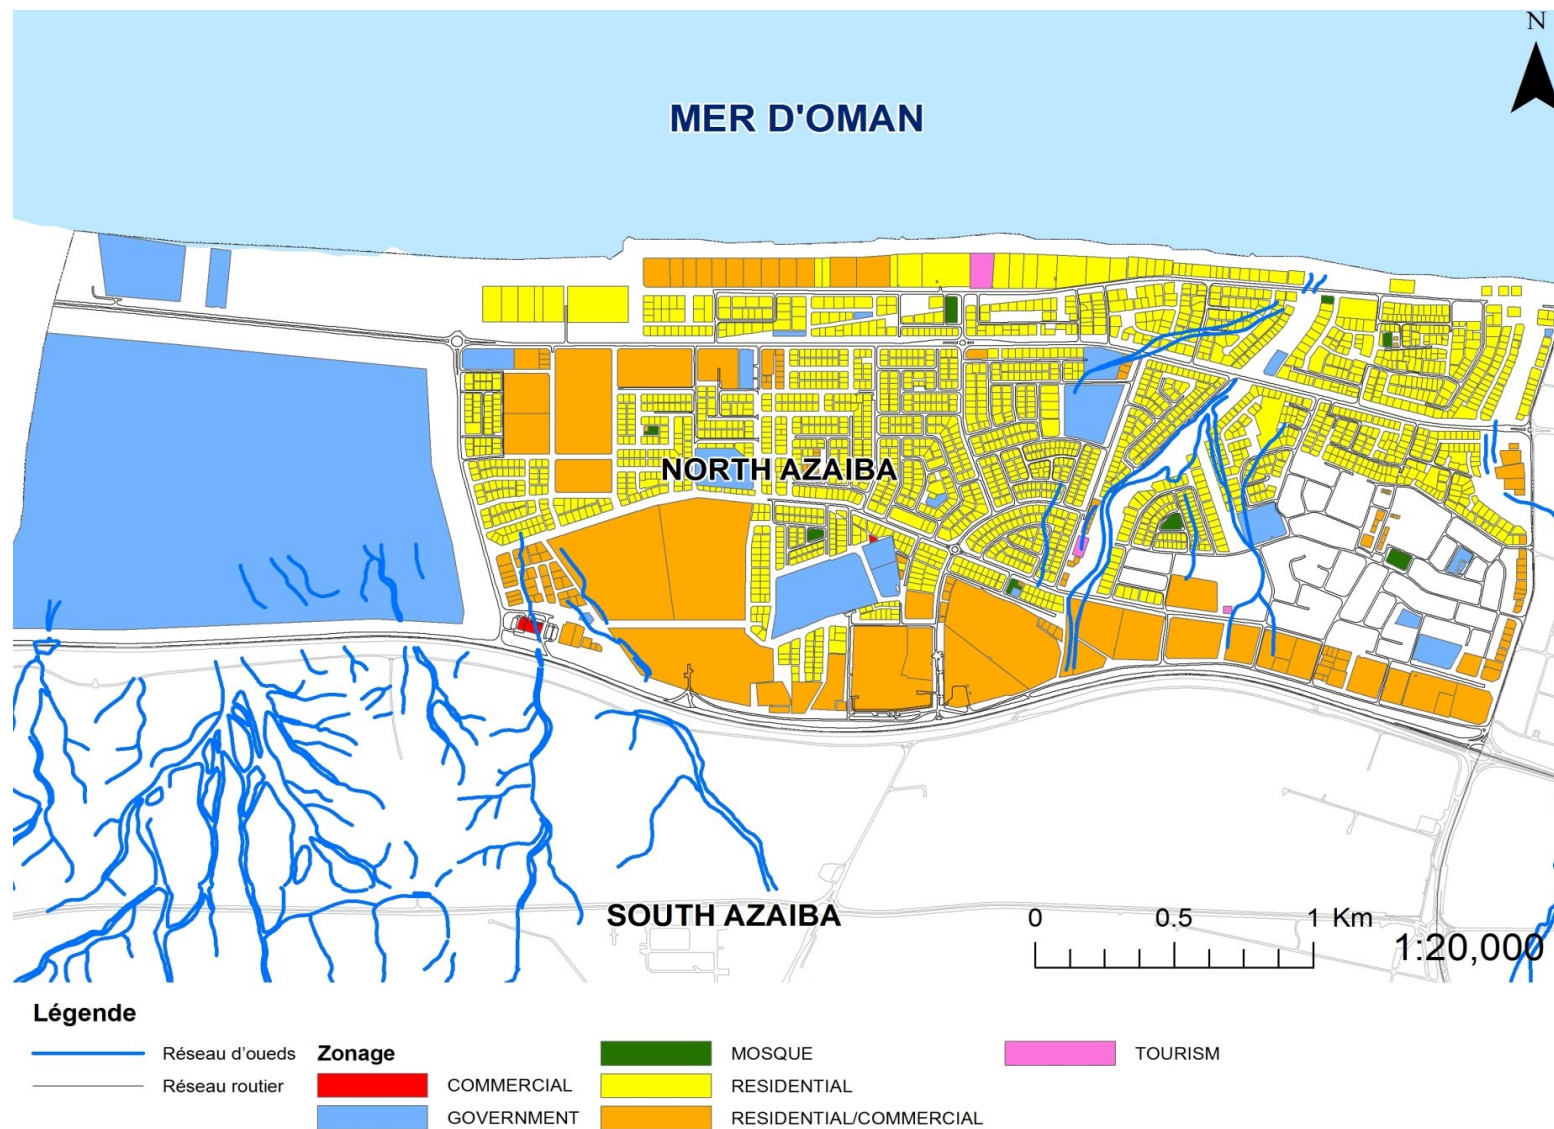 N
MER D'OMAN
NORTH AZAIBA
SOUTH AZAIBA
0 0.5 1 Km
1:20,000
Légende
Réseau d'oueds
Réseau routier
Zonage
COMMERCIAL
GOVERNMENT
MOSQUE
RESIDENTIAL
RESIDENTIAL/COMMERCIAL
TOURISM